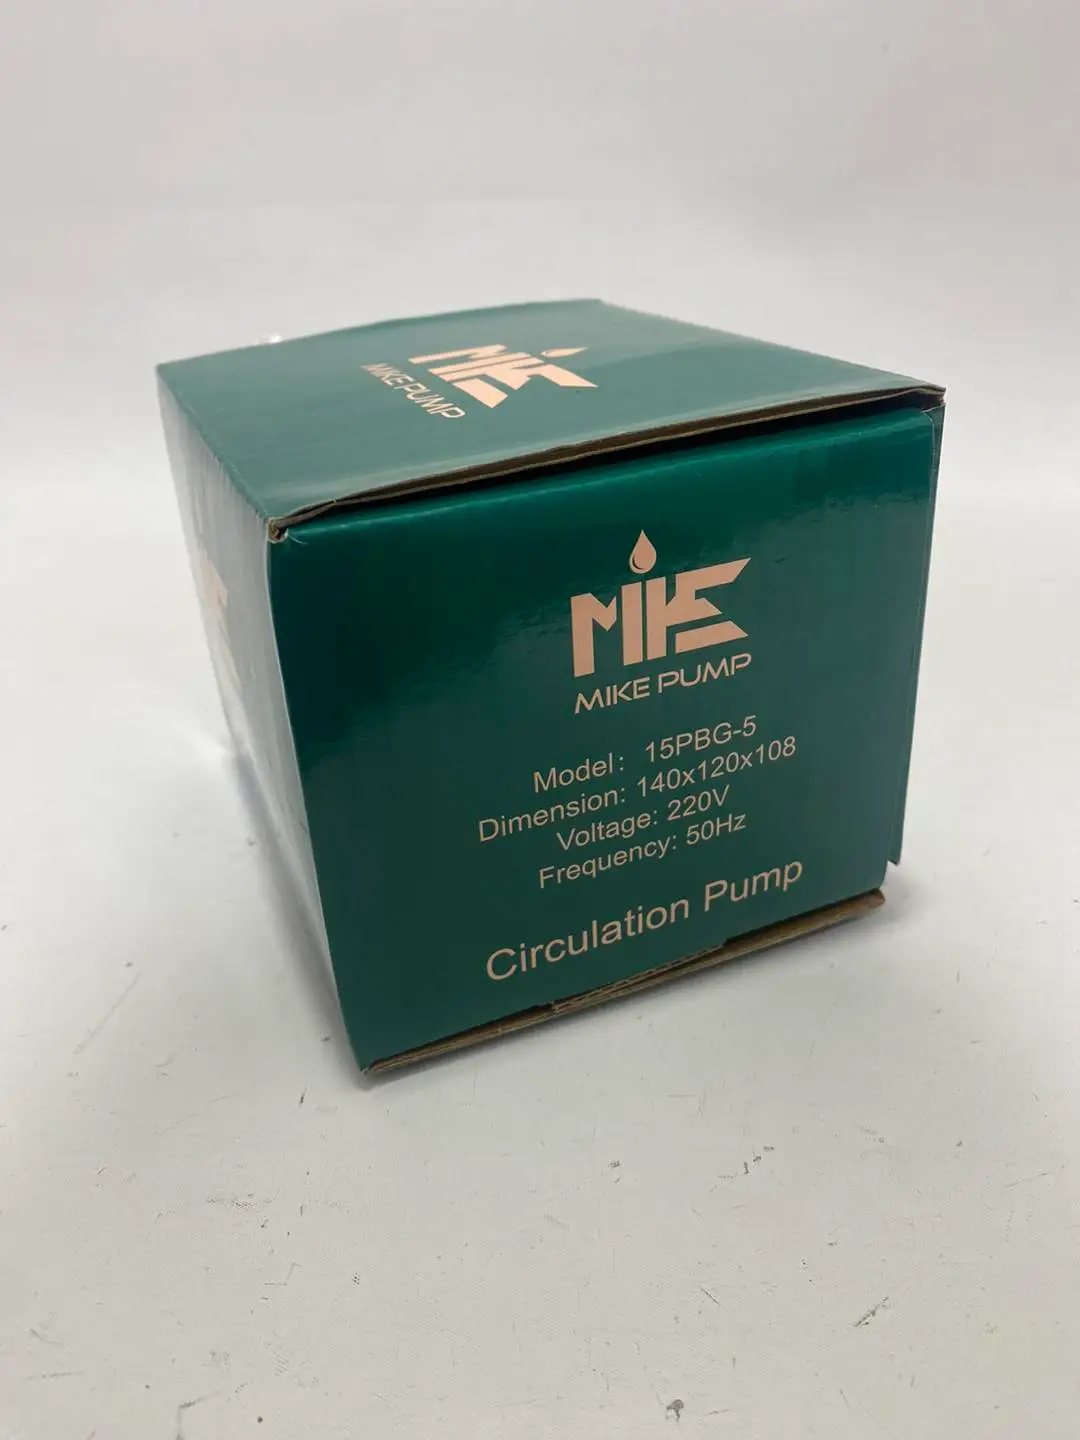 MIKE
MIKE PUMP
MIKE
MIKE PUMP
Model: 15PBG-5
Dimension: 140x120x108
Voltage: 220V
Frequency: 50Hz
Circulation Pump